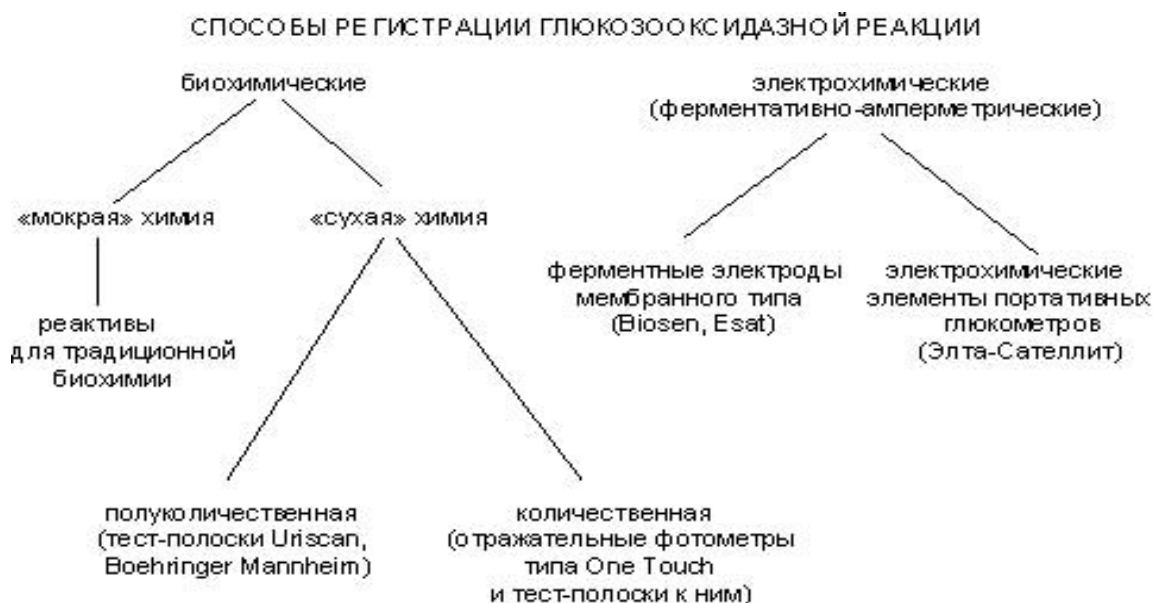 СПОСОБЫ РЕГИСТРАЦИИ ГЛЮКОЗООКСИДАЗНОЙ РЕАКЦИИ
биохимические
электрохимические
(ферментативно-амперметрические)
«мокрая» химия
«сухая» химия
ферментные электроды
мембранного типа
(Biosen, Esat)
электрохимические
элементы портативных
глюкометров
(Элта-Сателлит)
реактивы
для традиционной
биохимии
полуколичественная
(тест-полоски Uriscan,
Boehringer Mannheim)
количественная
(отражательные фотометры
типа One Touch
и тест-полоски к ним)